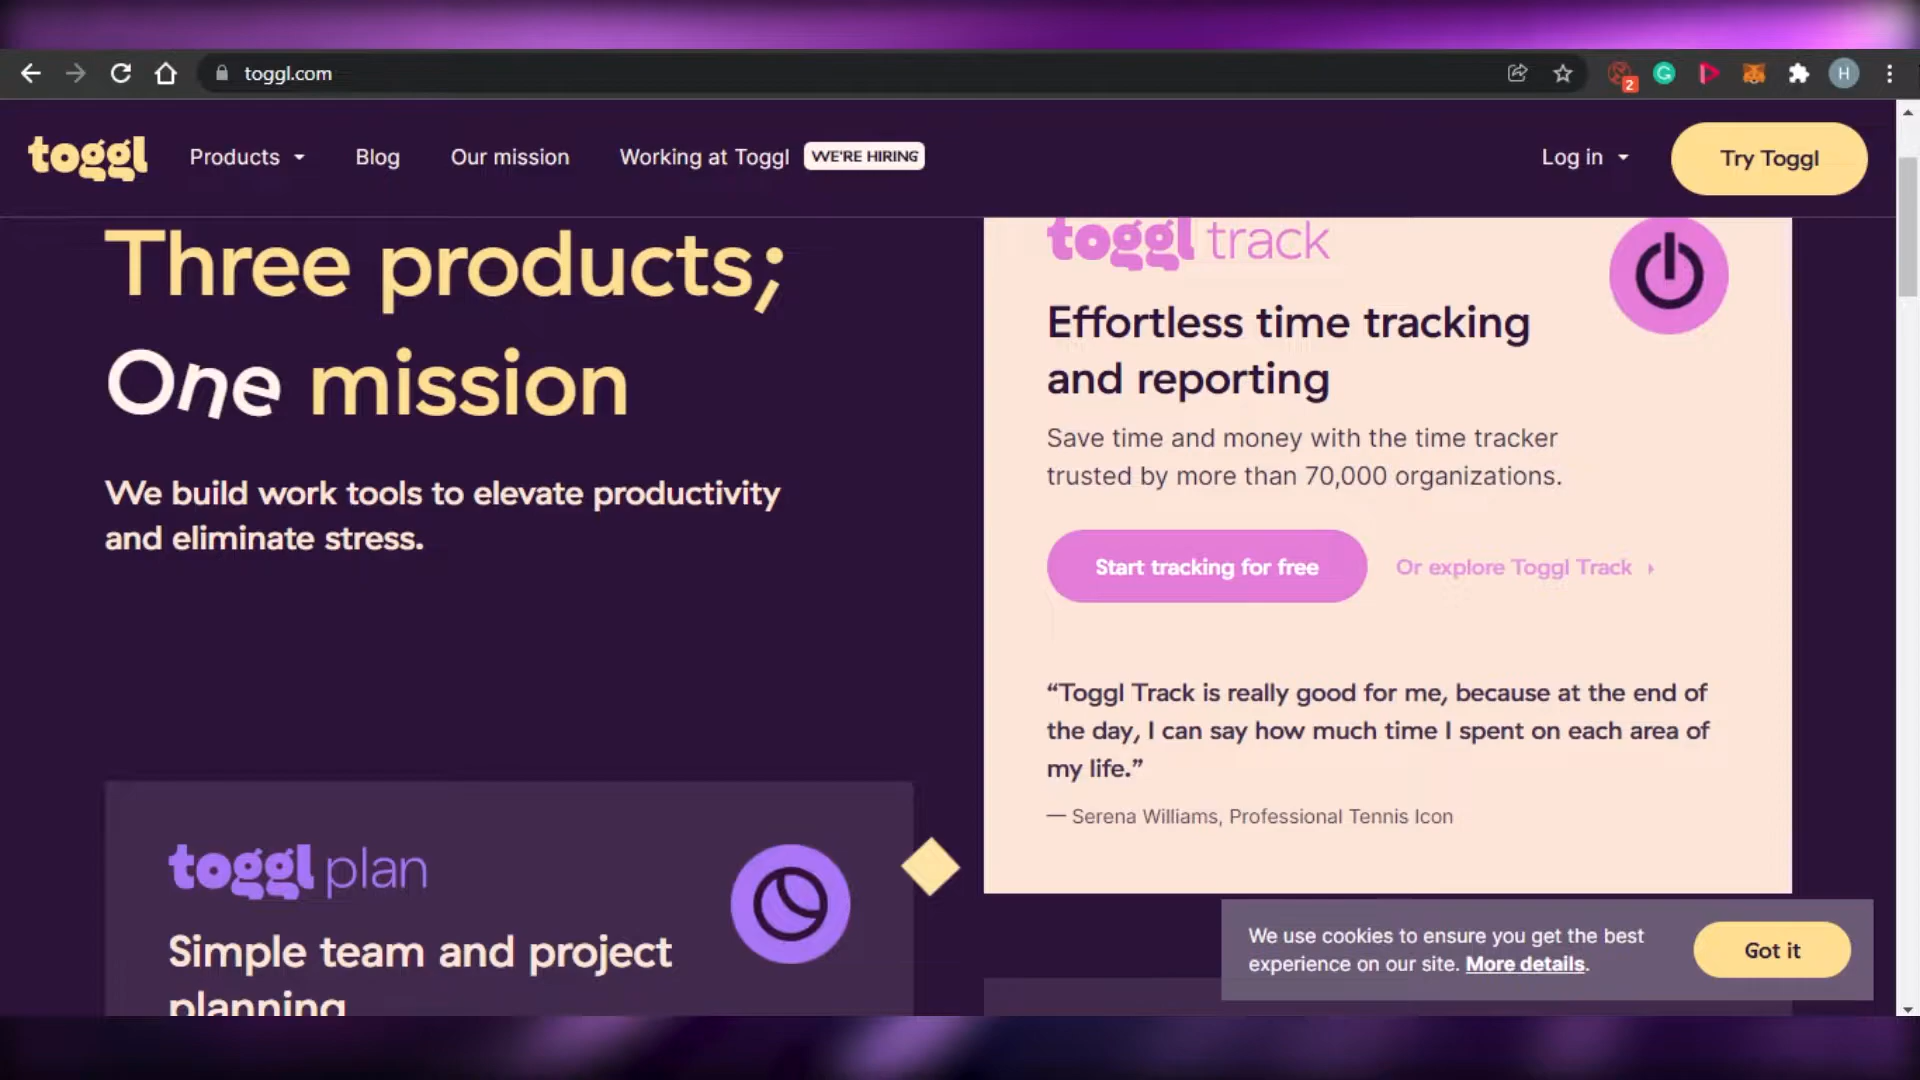 toggl.com
2
H
toggl
Products
Blog
Our mission
Working at Toggl
WE'RE HIRING
Log in
Try Toggl
Three products;
One mission
We build work tools to elevate productivity
and eliminate stress.
toggl track
Effortless time tracking
and reporting
Save time and money with the time tracker
trusted by more than 70,000 organizations.
Start tracking for free
Or explore Toggl Track
“Toggl Track is really good for me, because at the end of
the day, I can say how much time I spent on each area of
my life.”
— Serena Williams, Professional Tennis Icon
toggl plan
Simple team and project
planning
We use cookies to ensure you get the best
experience on our site. More details.
Got it